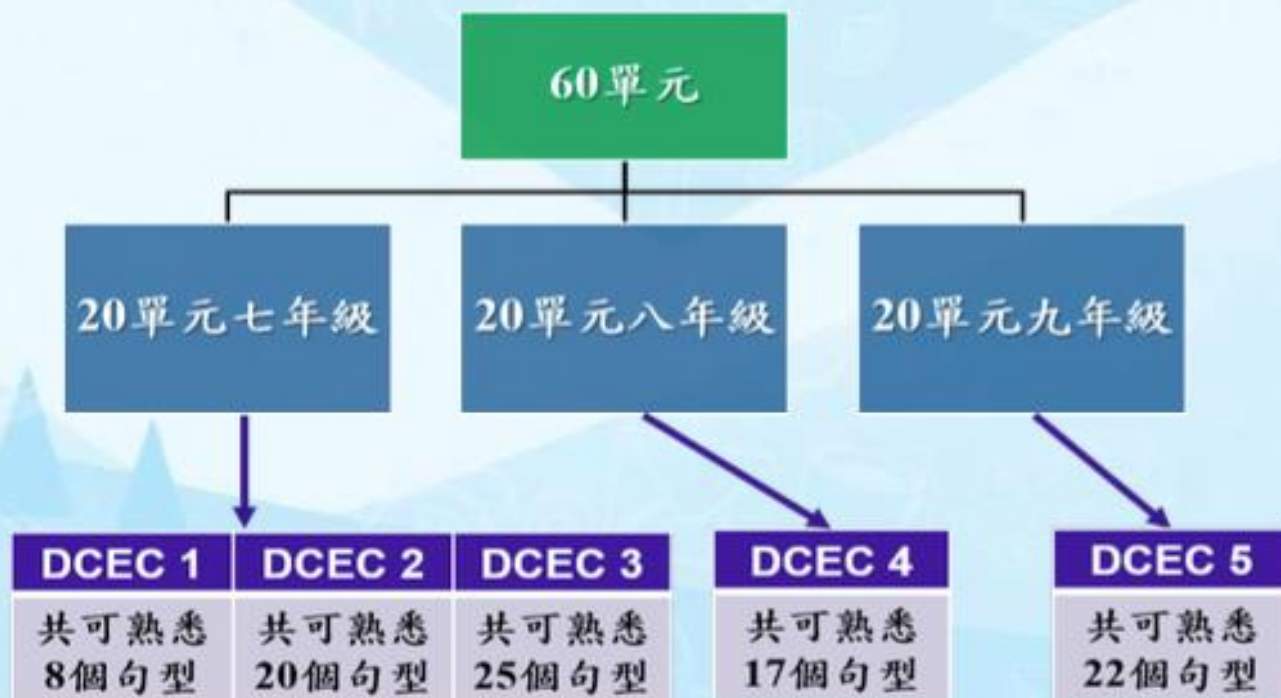 60單元
20單元七年級
20單元八年級
20單元九年級
DCEC 1
DCEC 2
DCEC 3
DCEC 4
DCEC 5
共可熟悉
8個句型
共可熟悉
20個句型
共可熟悉
25個句型
共可熟悉
17個句型
共可熟悉
22個句型